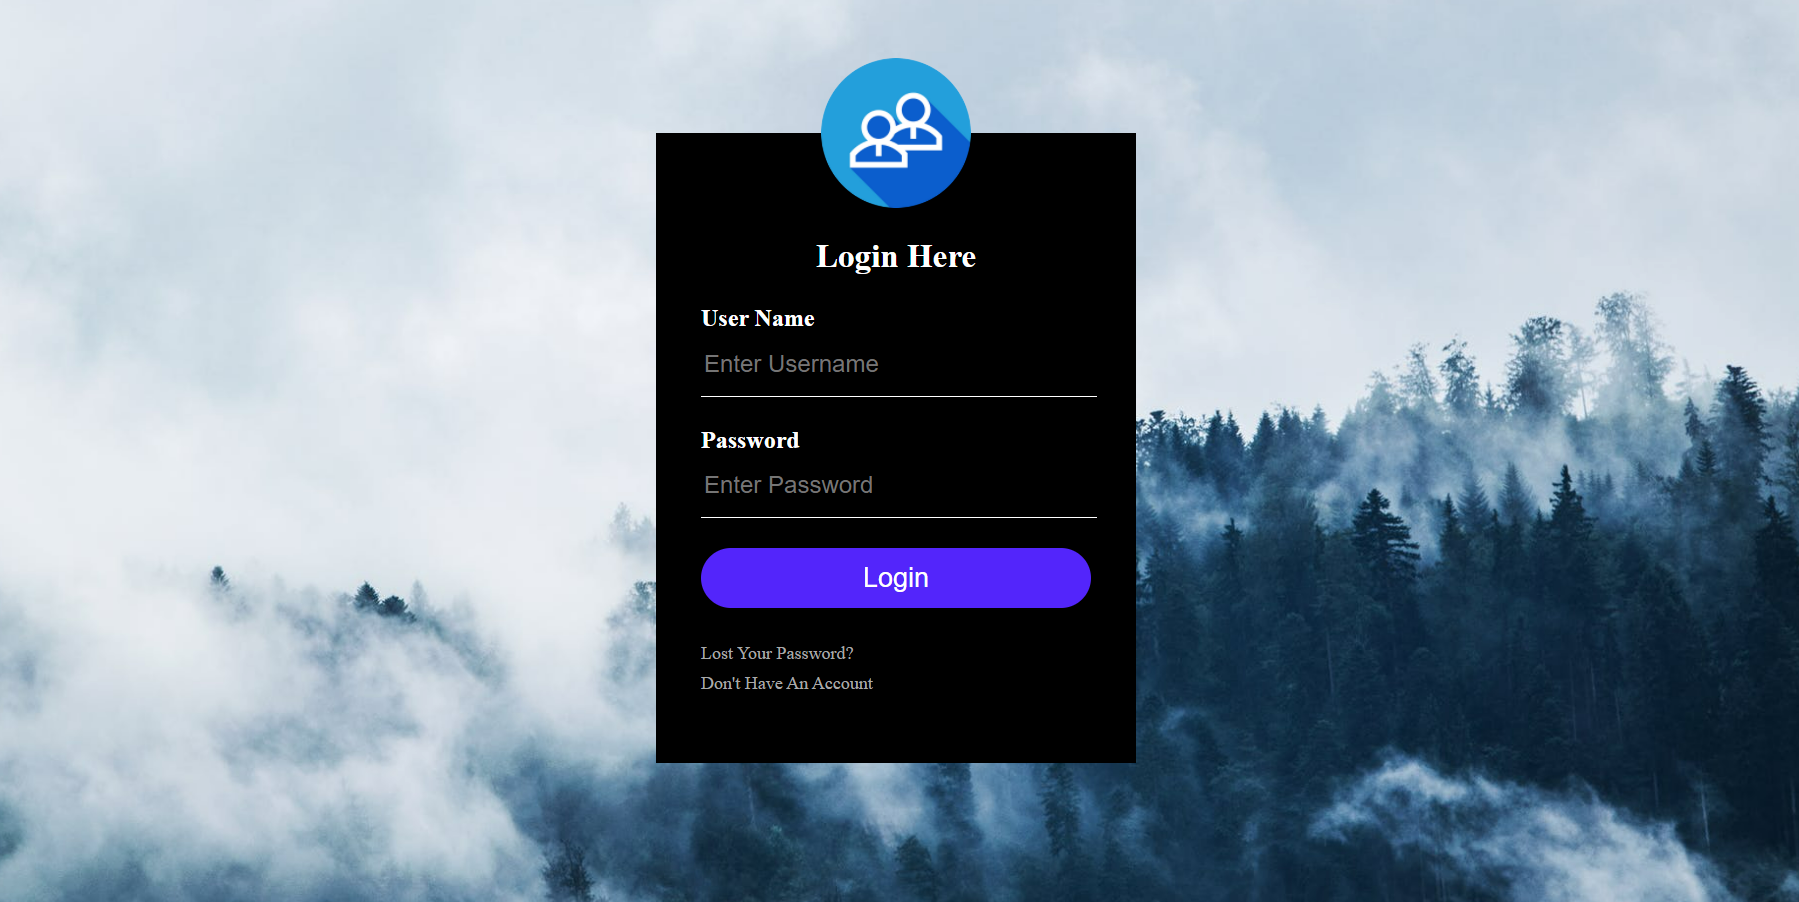 Login Here
User Name
Enter Username
Password
Enter Password
Login
Lost Your Password?
Don't Have An Account